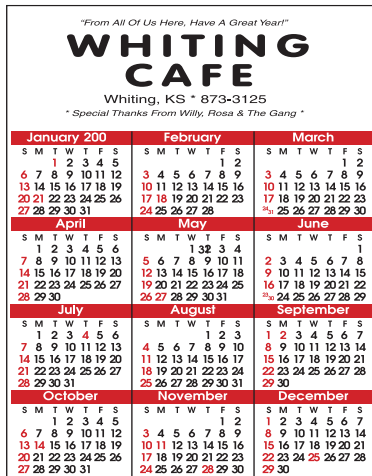 “From All Of Us Here, Have A Great Year!”
WHITING
CAFE
Whiting, KS * 873-3125
* Special Thanks From Willy, Rosa & The Gang *
January 200
S M T W T F S
1 2 3 4 5
6 7 8 9 10 11 12
13 14 15 16 17 18 19
20 21 22 23 24 25 26
27 28 29 30 31
February
S M T W T F S
1 2
3 4 5 6 7 8 9
10 11 12 13 14 15 16
17 18 19 20 21 22 23
24 25 26 27 28
March
S M T W T F S
1 2
3 4 5 6 7 8 9
10 11 12 13 14 15 16
17 18 19 20 21 22 23
24/31 25 26 27 28 29 30
April
S M T W T F S
1 2 3 4 5 6
7 8 9 10 11 12 13
14 15 16 17 18 19 20
21 22 23 24 25 26 27
28 29 30
May
S M T W T F S
1 32 3 4
5 6 7 8 9 10 11
12 13 14 15 16 17 18
19 20 21 22 23 24 25
26 27 28 29 30 31
June
S M T W T F S
1
2 3 4 5 6 7 8
9 10 11 12 13 14 15
16 17 18 19 20 21 22
23/30 24 25 26 27 28 29
July
S M T W T F S
1 2 3 4 5 6
7 8 9 10 11 12 13
14 15 16 17 18 19 20
21 22 23 24 25 26 27
28 29 30 31
August
S M T W T F S
1 2 3
4 5 6 7 8 9 10
11 12 13 14 15 16 17
18 19 20 21 22 23 24
25 26 27 28 29 30 31
September
S M T W T F S
1 2 3 4 5 6 7
8 9 10 11 12 13 14
15 16 17 18 19 20 21
22 23 24 25 26 27 28
29 30
October
S M T W T F S
1 2 3 4 5
6 7 8 9 10 11 12
13 14 15 16 17 18 19
20 21 22 23 24 25 26
27 28 29 30 31
November
S M T W T F S
1 2
3 4 5 6 7 8 9
10 11 12 13 14 15 16
17 18 19 20 21 22 23
24 25 26 27 28 29 30
December
S M T W T F S
1 2 3 4 5 6 7
8 9 10 11 12 13 14
15 16 17 18 19 20 21
22 23 24 25 26 27 28
29 30 31